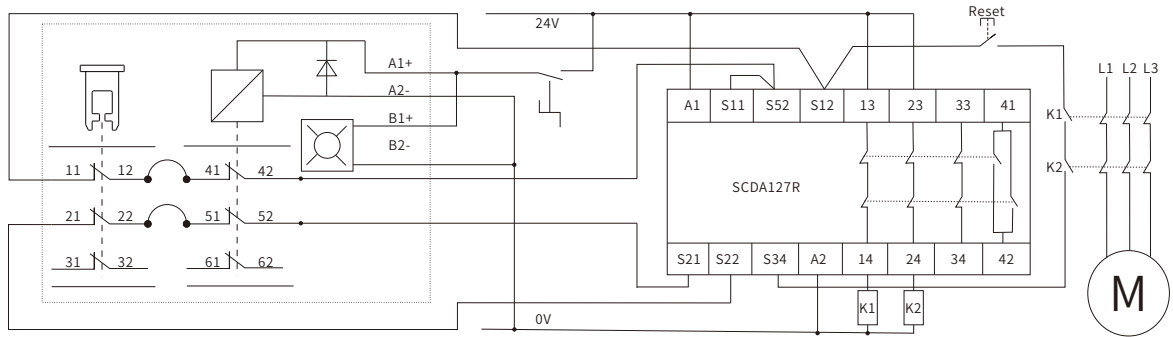 Reset
24V
A1+
A2-
B1+
B2-
L1 L2 L3
A1 S11 S52 S12 13 23 33 41
K1
K2
11 12 41 42
21 22 51 52
31 32 61 62
SCDA127R
S21 S22 S34 A2 14 24 34 42
K1 K2
M
0V